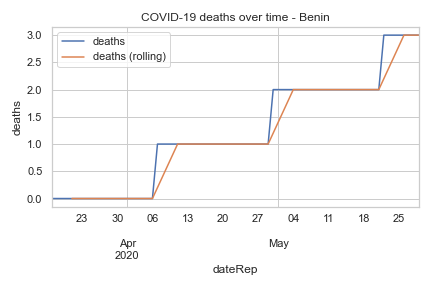 COVID-19 deaths over time - Benin
deaths
deaths (rolling)
deaths
3.0
2.5
2.0
1.5
1.0
0.5
0.0
23 30 06 13 20 27 04 11 18 25
Apr May
2020
dateRep